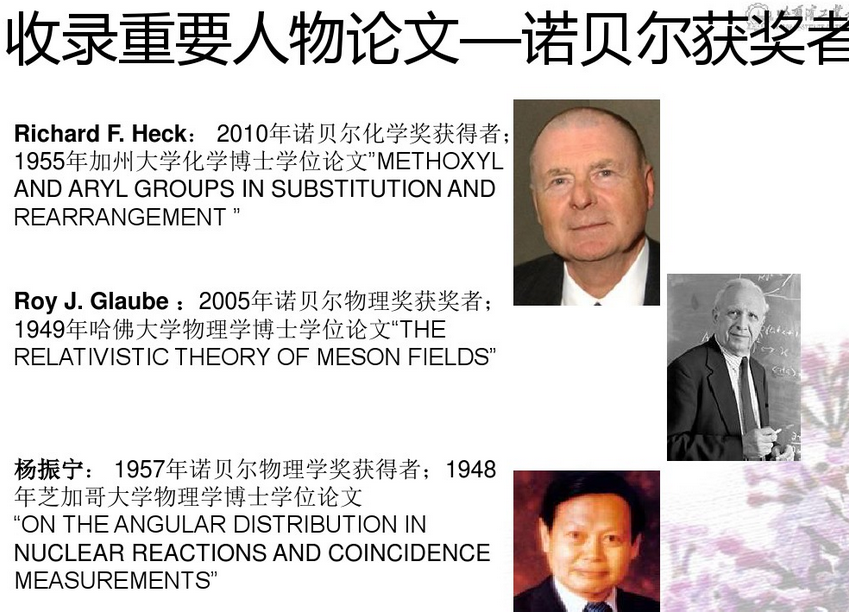 收录重要人物论文—诺贝尔获奖者
Richard F. Heck： 2010年诺贝尔化学奖获得者；
1955年加州大学化学博士学位论文”METHOXYL
AND ARYL GROUPS IN SUBSTITUTION AND
REARRANGEMENT ”
Roy J. Glaube ：2005年诺贝尔物理奖获奖者；
1949年哈佛大学物理学博士学位论文“THE
RELATIVISTIC THEORY OF MESON FIELDS”
杨振宁： 1957年诺贝尔物理学奖获得者；1948
年芝加哥大学物理学博士学位论文
“ON THE ANGULAR DISTRIBUTION IN
NUCLEAR REACTIONS AND COINCIDENCE
MEASUREMENTS”